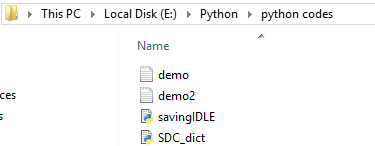 This PC Local Disk (E:) Python python codes
Name
demo
demo2
ces
savingIDLE
s
SDC_dict